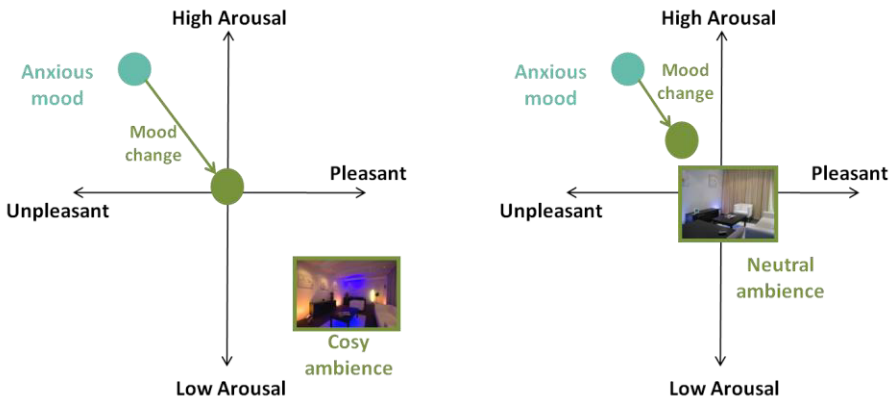 High Arousal
Anxious
mood
Mood
change
Pleasant
Unpleasant
Cosy
ambience
Low Arousal
High Arousal
Anxious
mood
Mood
change
Pleasant
Unpleasant
Neutral
ambience
Low Arousal